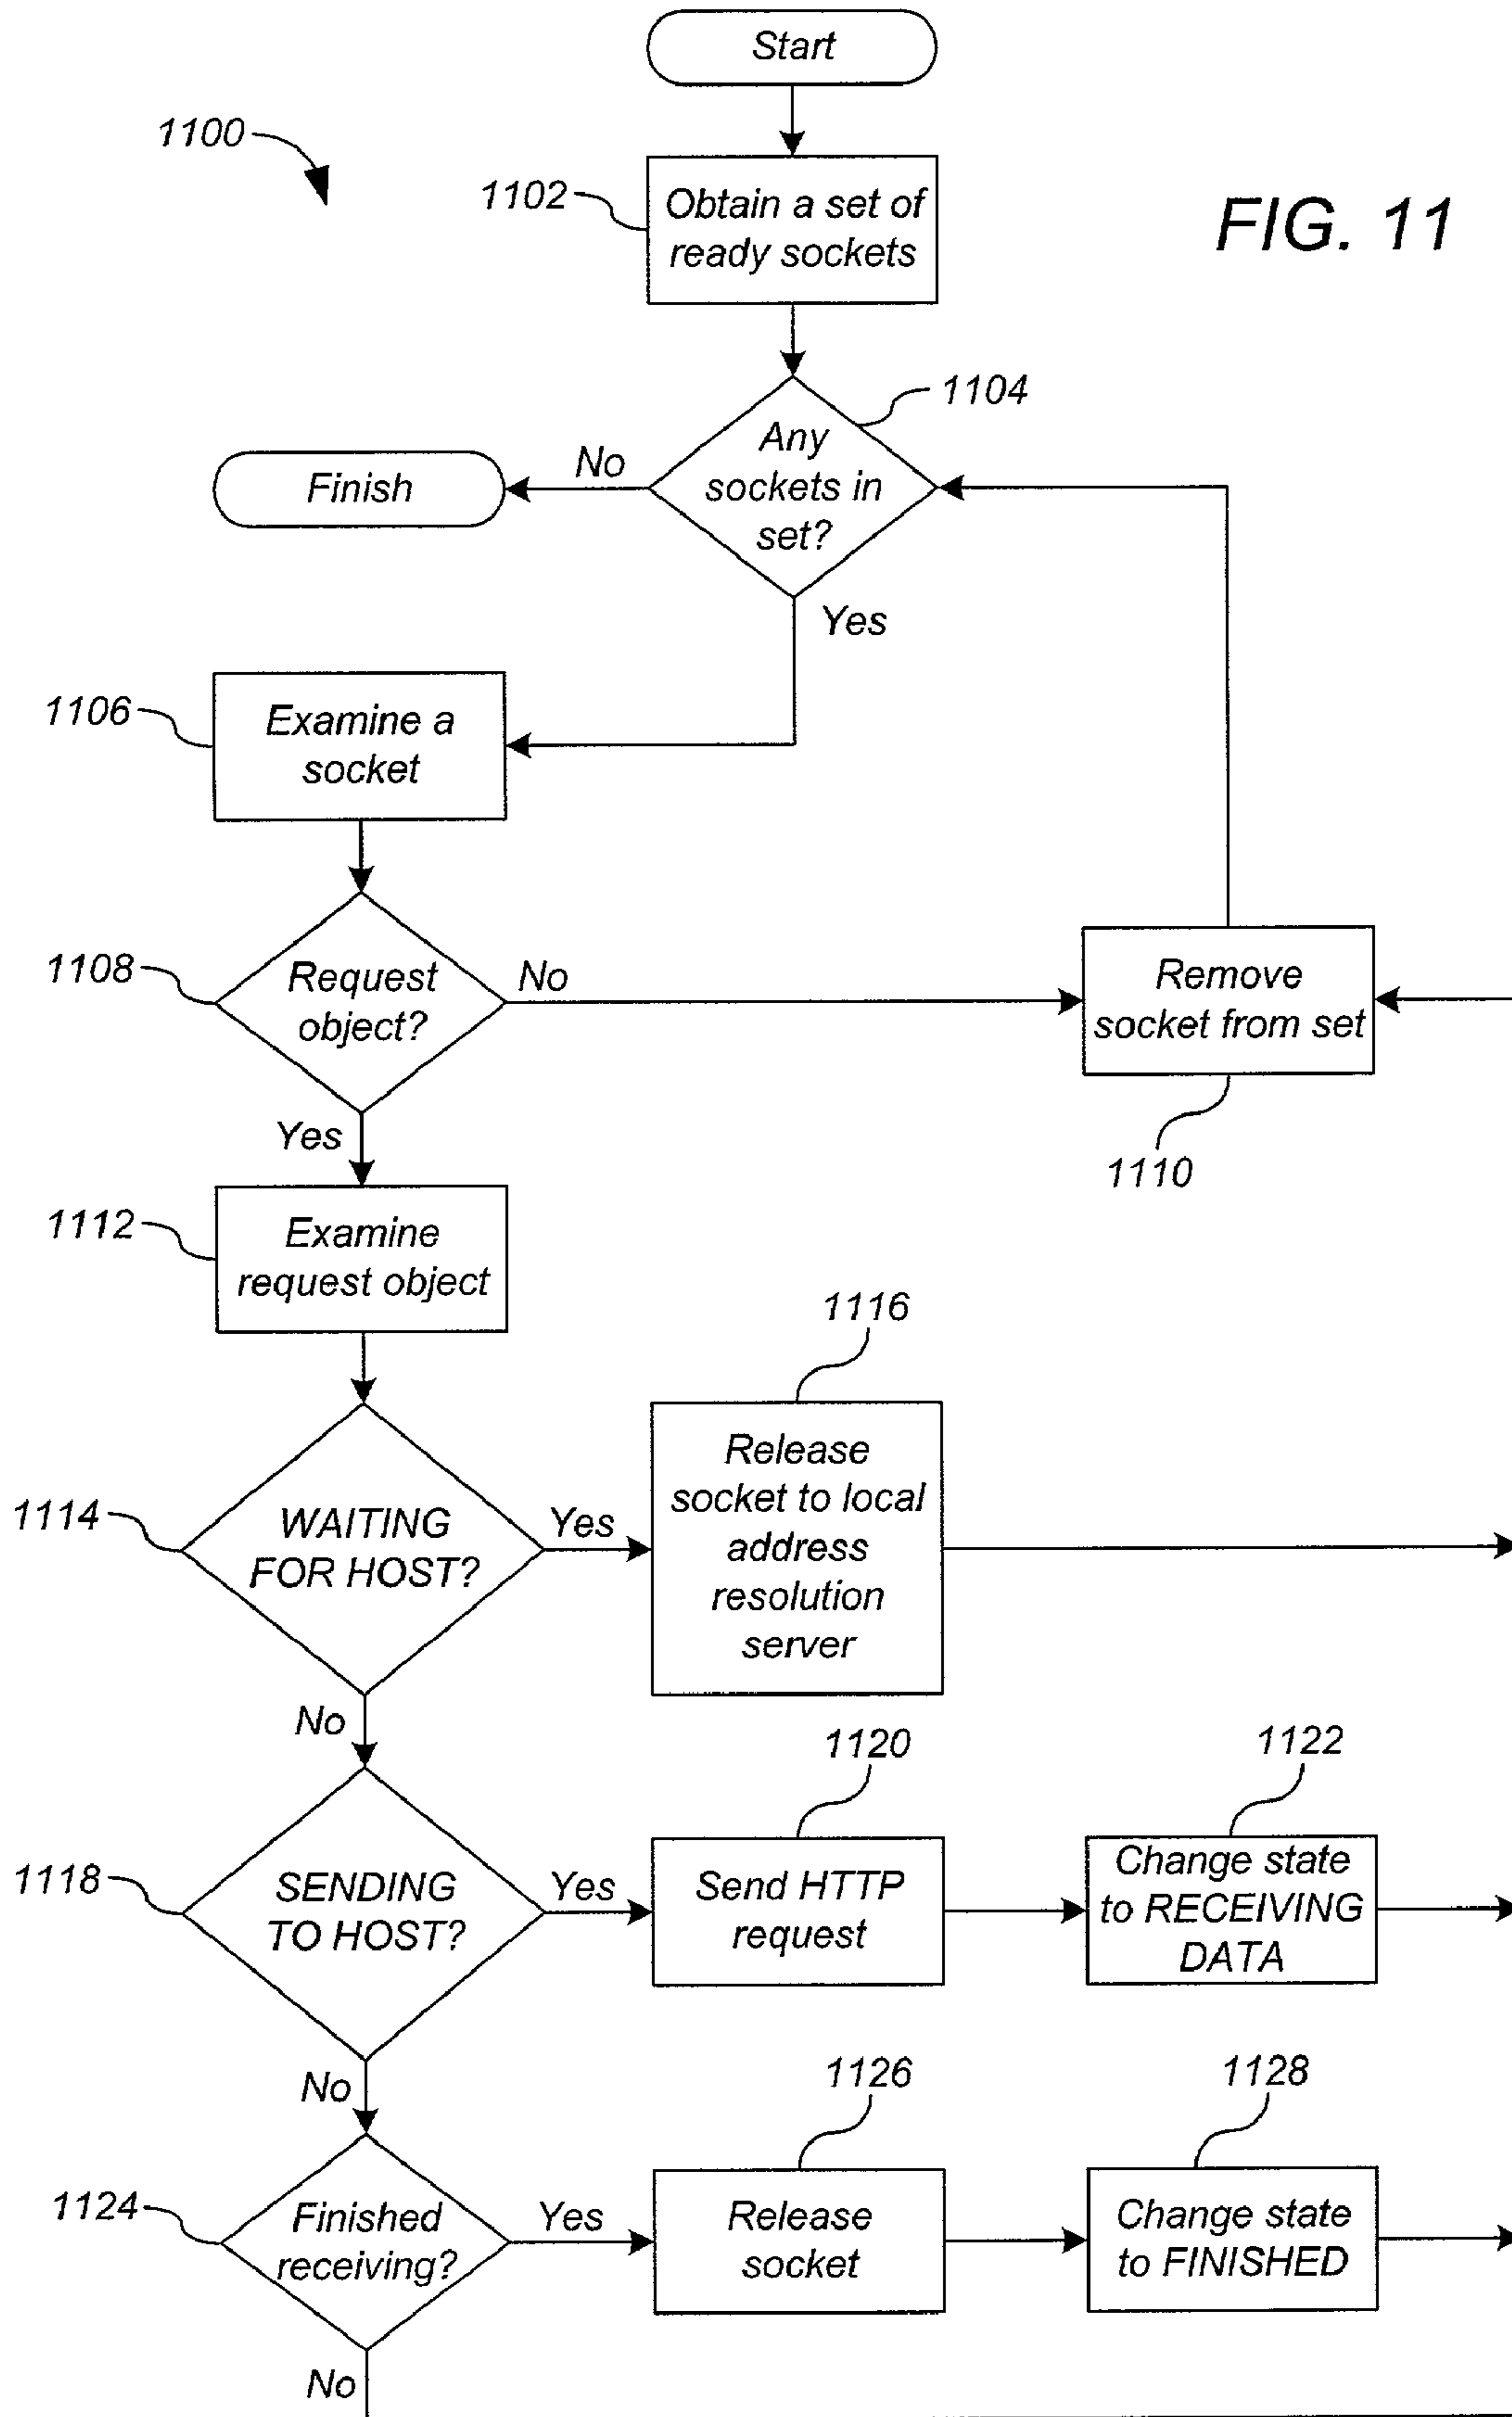 Start
1100
1102
Obtain a set of
ready sockets
FIG. 11
1104
Any
sockets in
set?
No
Finish
Yes
1106
Examine a
socket
1108
Request
object?
No
Remove
socket from set
1110
Yes
1112
Examine
request object
1116
1114
WAITING
FOR HOST?
Yes
Release
socket to local
address
resolution
server
No
1120
1122
1118
SENDING
TO HOST?
Yes
Send HTTP
request
Change state
to RECEIVING
DATA
No
1126
1128
1124
Finished
receiving?
Yes
Release
socket
Change state
to FINISHED
No